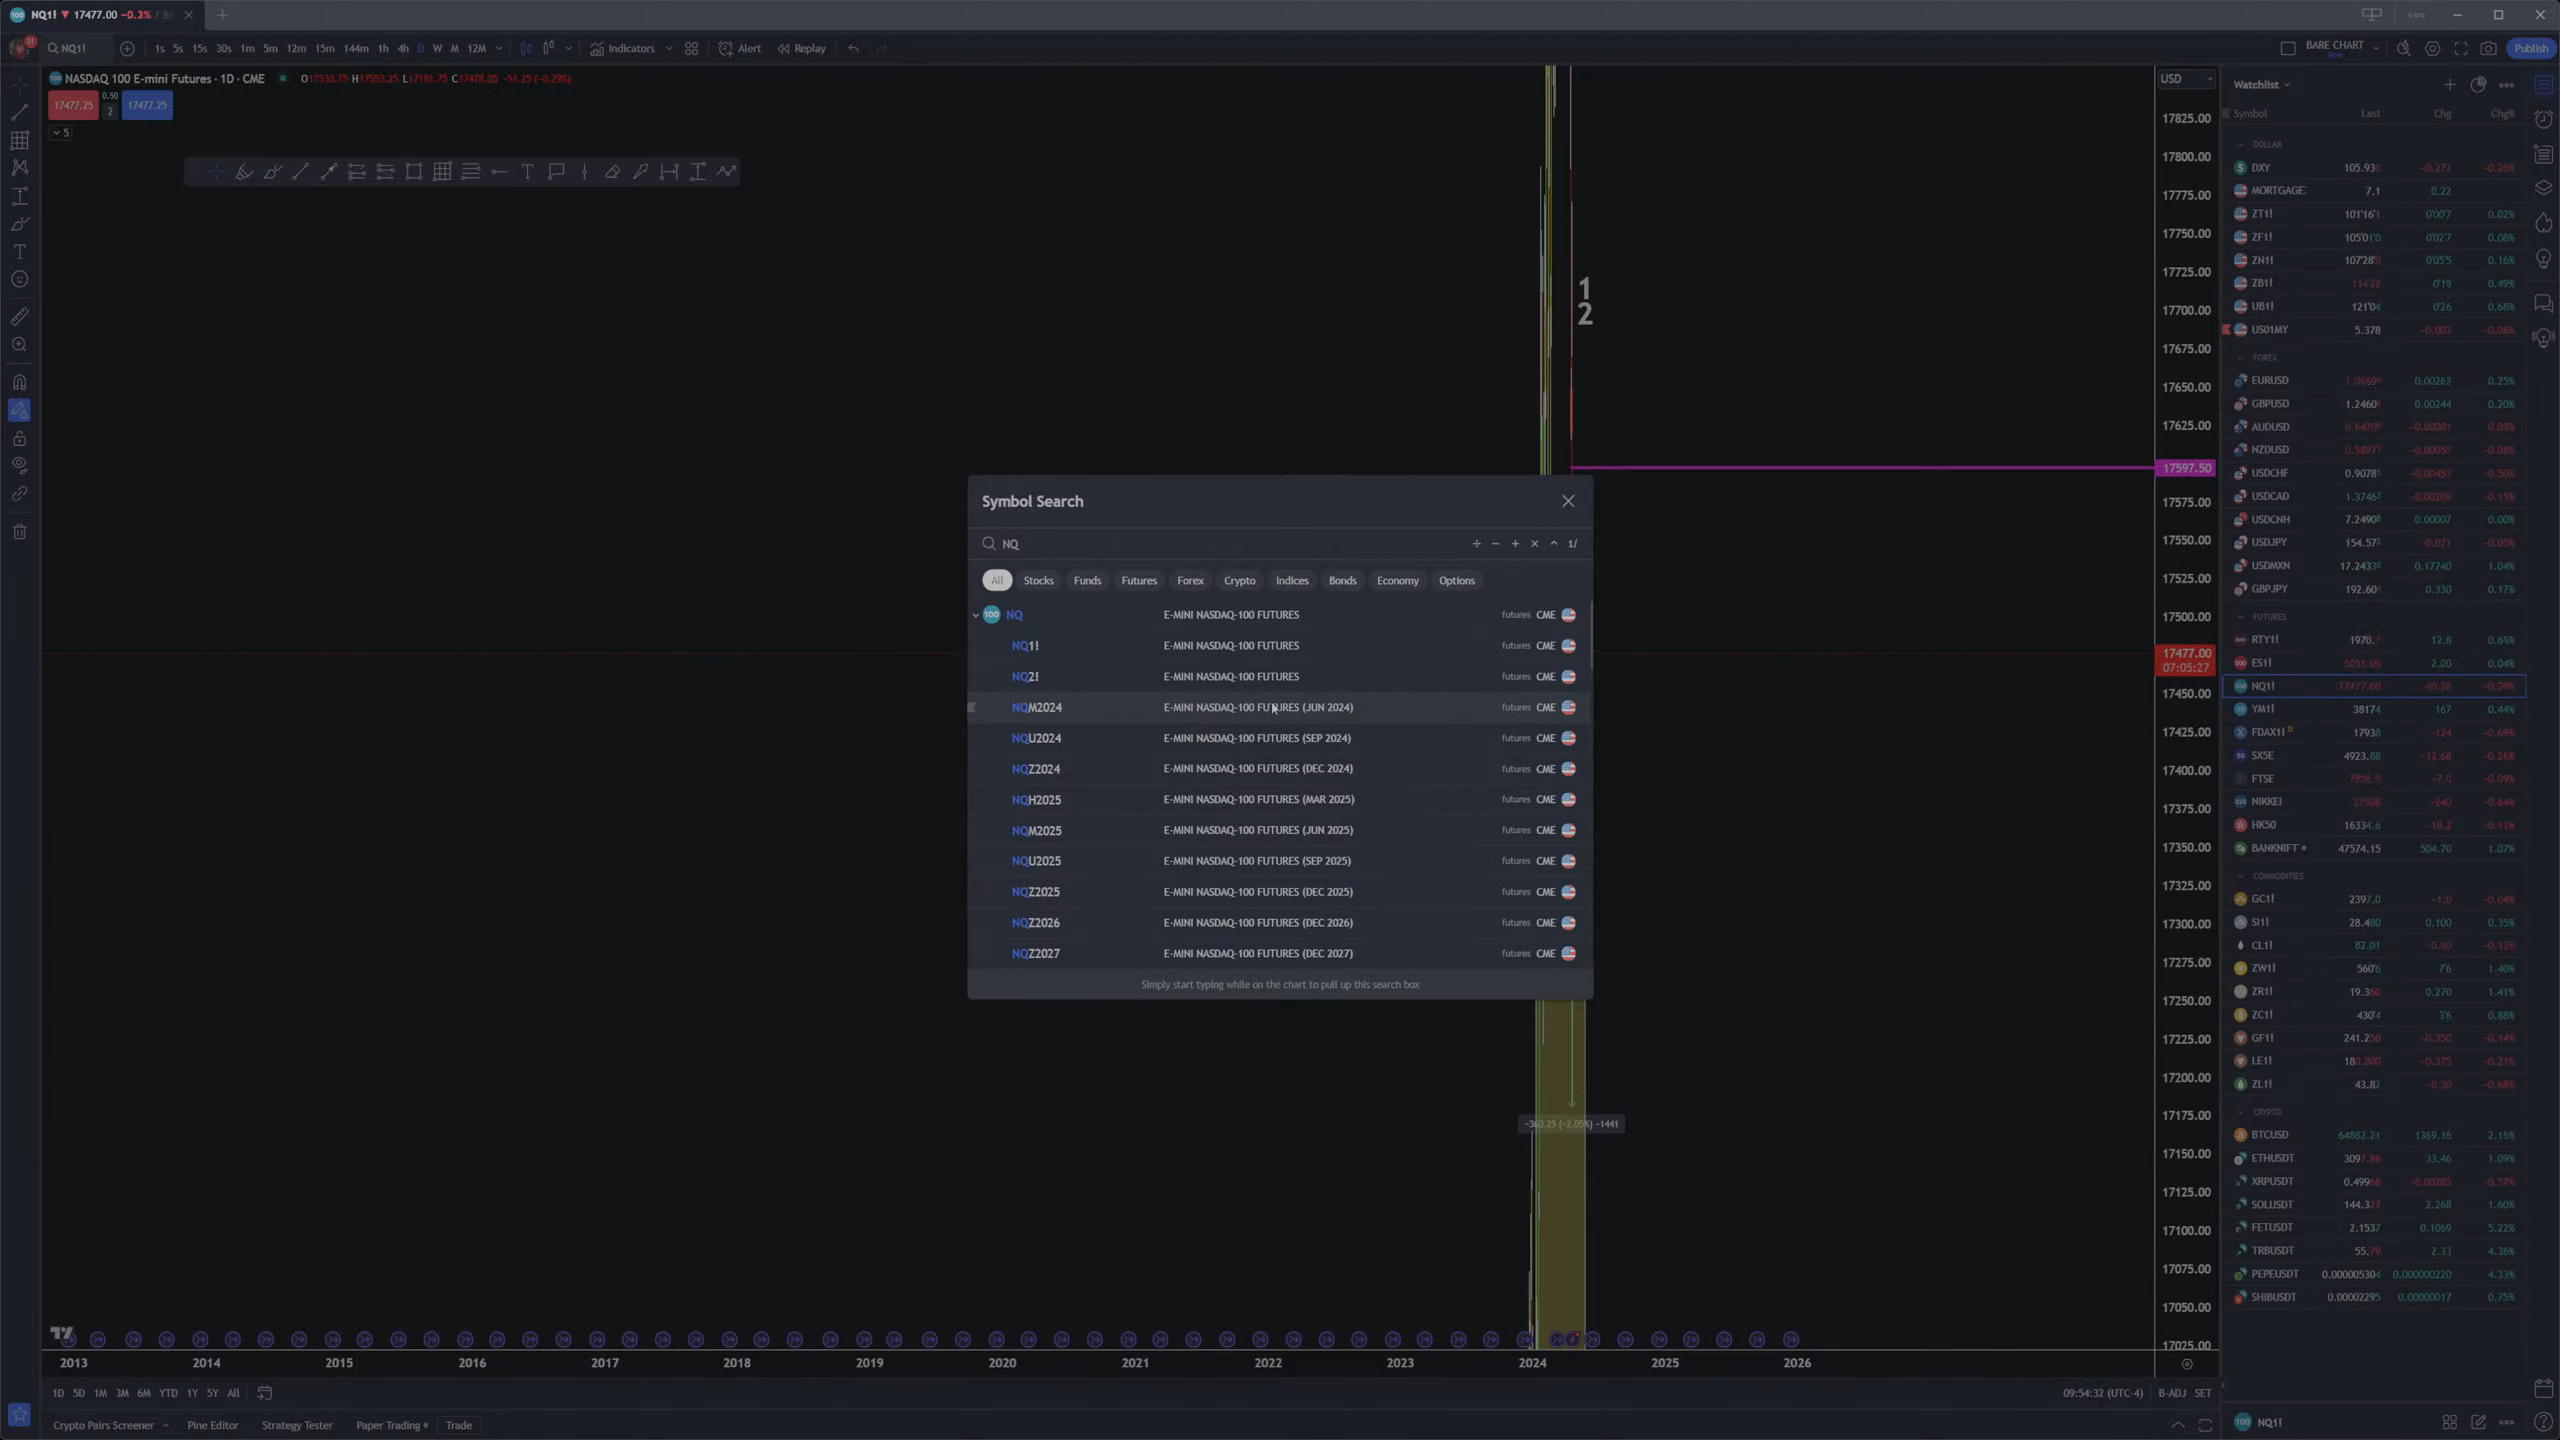 NQ1! ▼ 17477.00 −0.3% /
31
NQ1! 1s 5s 15s 30s 1m 5m 12m 15m 144m 1h 4h D W M 12M Indicators Alert Replay BARE CHART Save Publish
NASDAQ 100 E-mini Futures · 1D · CME O17530.75 H17553.25 L17181.75 C17477.00 −51.25 (−0.29%)
17477.25 0.50 2 17477.25
5
1
2
USD
17825.00
17800.00
17775.00
17750.00
17725.00
17700.00
17675.00
17650.00
17625.00
17597.50
17575.00
17550.00
17525.00
17500.00
17477.00
07:05:27
17450.00
17425.00
17400.00
17375.00
17350.00
17325.00
17300.00
17275.00
17250.00
17225.00
17200.00
17175.00
17150.00
17125.00
17100.00
17075.00
17050.00
17025.00
Symbol Search
NQ ÷ − + × ^ 1/
All Stocks Funds Futures Forex Crypto Indices Bonds Economy Options
100 NQ E-MINI NASDAQ-100 FUTURES futures CME
NQ1! E-MINI NASDAQ-100 FUTURES futures CME
NQ2! E-MINI NASDAQ-100 FUTURES futures CME
NQM2024 E-MINI NASDAQ-100 FUTURES (JUN 2024) futures CME
NQU2024 E-MINI NASDAQ-100 FUTURES (SEP 2024) futures CME
NQZ2024 E-MINI NASDAQ-100 FUTURES (DEC 2024) futures CME
NQH2025 E-MINI NASDAQ-100 FUTURES (MAR 2025) futures CME
NQM2025 E-MINI NASDAQ-100 FUTURES (JUN 2025) futures CME
NQU2025 E-MINI NASDAQ-100 FUTURES (SEP 2025) futures CME
NQZ2025 E-MINI NASDAQ-100 FUTURES (DEC 2025) futures CME
NQZ2026 E-MINI NASDAQ-100 FUTURES (DEC 2026) futures CME
NQZ2027 E-MINI NASDAQ-100 FUTURES (DEC 2027) futures CME
Simply start typing while on the chart to pull up this search box
−360.25 (−2.05%) −1441
2013 2014 2015 2016 2017 2018 2019 2020 2021 2022 2023 2024 2025 2026
1D 5D 1M 3M 6M YTD 1Y 5Y All 09:54:32 (UTC-4) B-ADJ SET
Crypto Pairs Screener Pine Editor Strategy Tester Paper Trading Trade
Watchlist
Symbol Last Chg Chg%
DOLLAR
DXY 105.930 −0.272 −0.26%
MORTGAGE: 7.1 0.22
ZT1! 101'16'1 0'00'7 0.02%
ZF1! 105'01'0 0'02'7 0.08%
ZN1! 107'28'0 0'05'5 0.16%
ZB1! 114'22 0'19 0.49%
UB1! 121'04 0'26 0.68%
US01MY 5.378 −0.003 −0.06%
FOREX
EURUSD 0.00263 0.25%
GBPUSD 0.00244 0.20%
AUDUSD −0.00001
NZDUSD −0.08%
USDCHF 0.9078 −0.00453 −0.50%
USDCAD 1.3746 −0.00209 −0.15%
USDCNH 7.2490 0.00007 0.00%
USDJPY 154.57 −0.071 −0.05%
USDMXN 17.2433 0.17740 1.04%
GBPJPY 192.60 0.330 0.17%
FUTURES
RTY1! 1970. 12.8 0.65%
ES1! 5051.00 2.00 0.04%
NQ1! 17477.00 −0.29%
YM1! 38174 167 0.44%
FDAX1! 17938 −124 −0.69%
SX5E 4923.88 −12.68 −0.26%
FTSE −7.0 −0.09%
NIKKEI −240 −0.64%
HK50 16334.6 −18.2 −0.11%
BANKNIFT 47574.15 504.70 1.07%
COMMODITIES
GC1! 2397.0 −1.0 −0.04%
SI1! 28.480 0.100 0.35%
CL1! 82.01 −0.12%
ZW1! 560'6 7'6 1.40%
ZR1! 19.360 0.270 1.41%
ZC1! 430'4 3'6 0.88%
GF1! 241.250 −0.350 −0.14%
LE1! 180.800 −0.375 −0.21%
ZL1! 43.82 −0.30 −0.68%
CRYPTO
BTCUSD 64882.21 1369.36 2.15%
ETHUSDT 3097.86 33.46 1.09%
XRPUSDT −0.00285 −0.57%
SOLUSDT 144.327 2.268 1.60%
FETUSDT 2.1537 0.1069 5.22%
TRBUSDT 55.79 2.33 4.36%
PEPEUSDT 0.000005304 0.000000220 4.33%
SHIBUSDT 0.00002295 0.00000017 0.75%
100 NQ1!